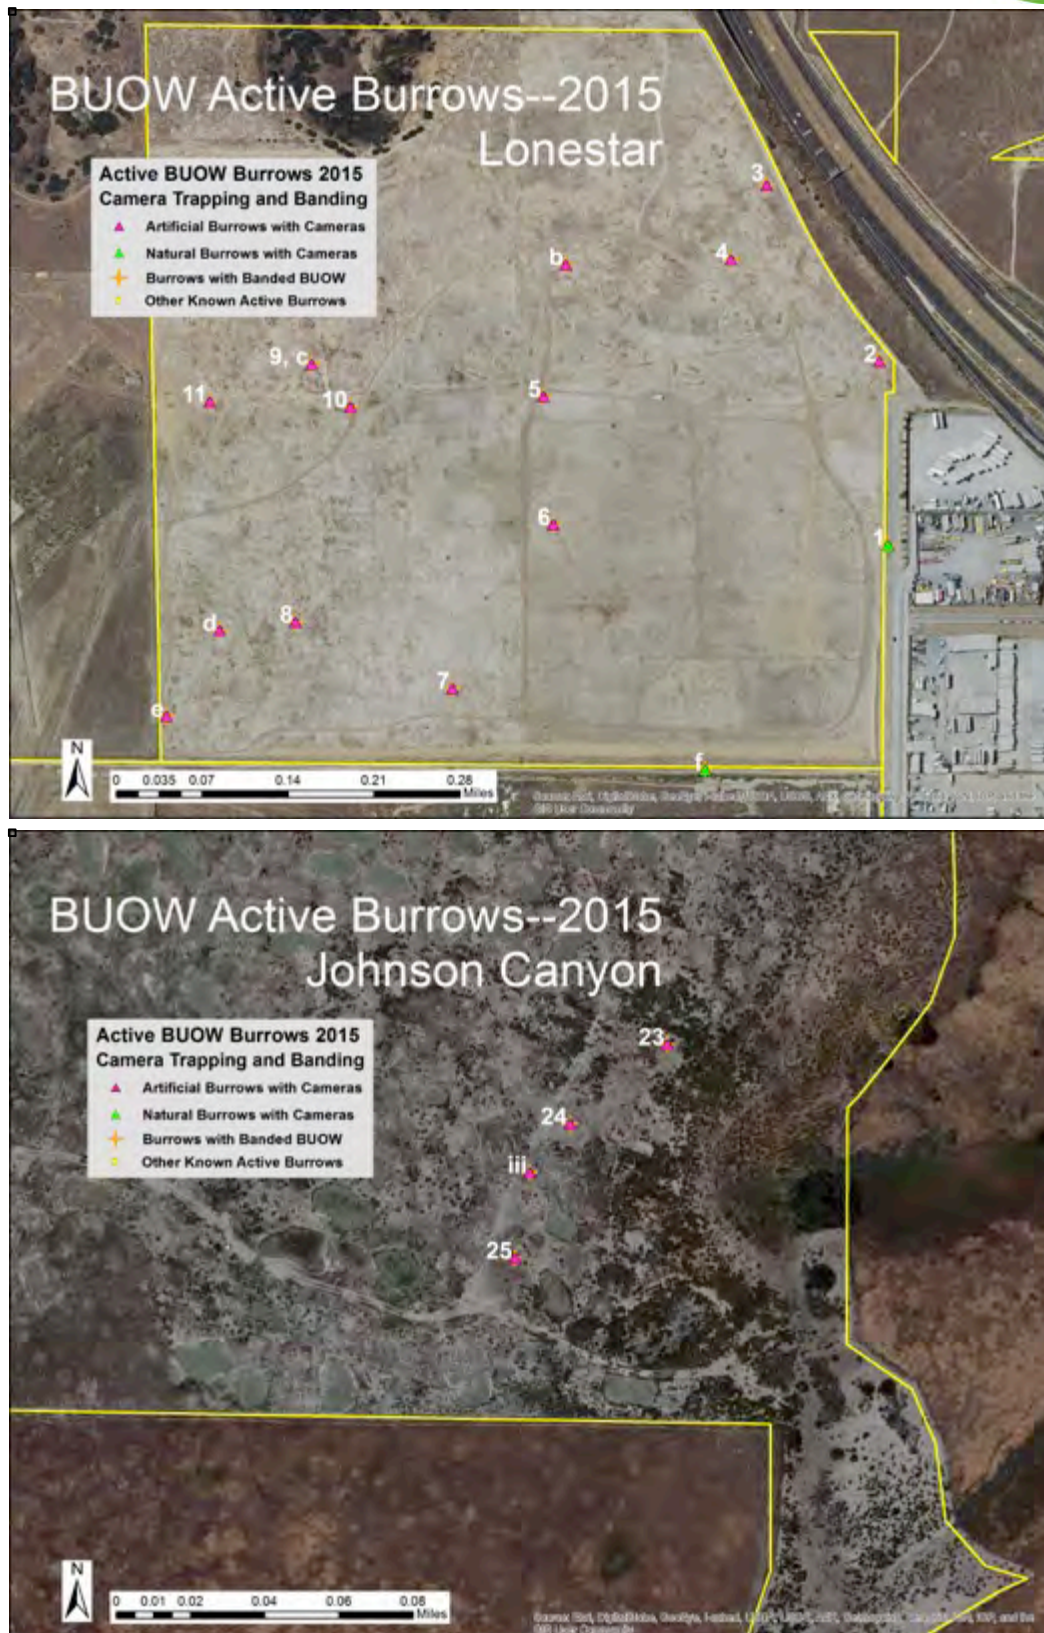 BUOW Active Burrows--2015
Lonestar
Active BUOW Burrows 2015
Camera Trapping and Banding
Artificial Burrows with Cameras
Natural Burrows with Cameras
Burrows with Banded BUOW
Other Known Active Burrows
3
b
4
9, c
2
11
10
5
6
1
d
8
7
e
f
N
0 0.035 0.07 0.14 0.21 0.28
Miles
BUOW Active Burrows--2015
Johnson Canyon
Active BUOW Burrows 2015
Camera Trapping and Banding
Artificial Burrows with Cameras
Natural Burrows with Cameras
Burrows with Banded BUOW
Other Known Active Burrows
23
24
iii
25
N
0 0.01 0.02 0.04 0.06 0.08
Miles